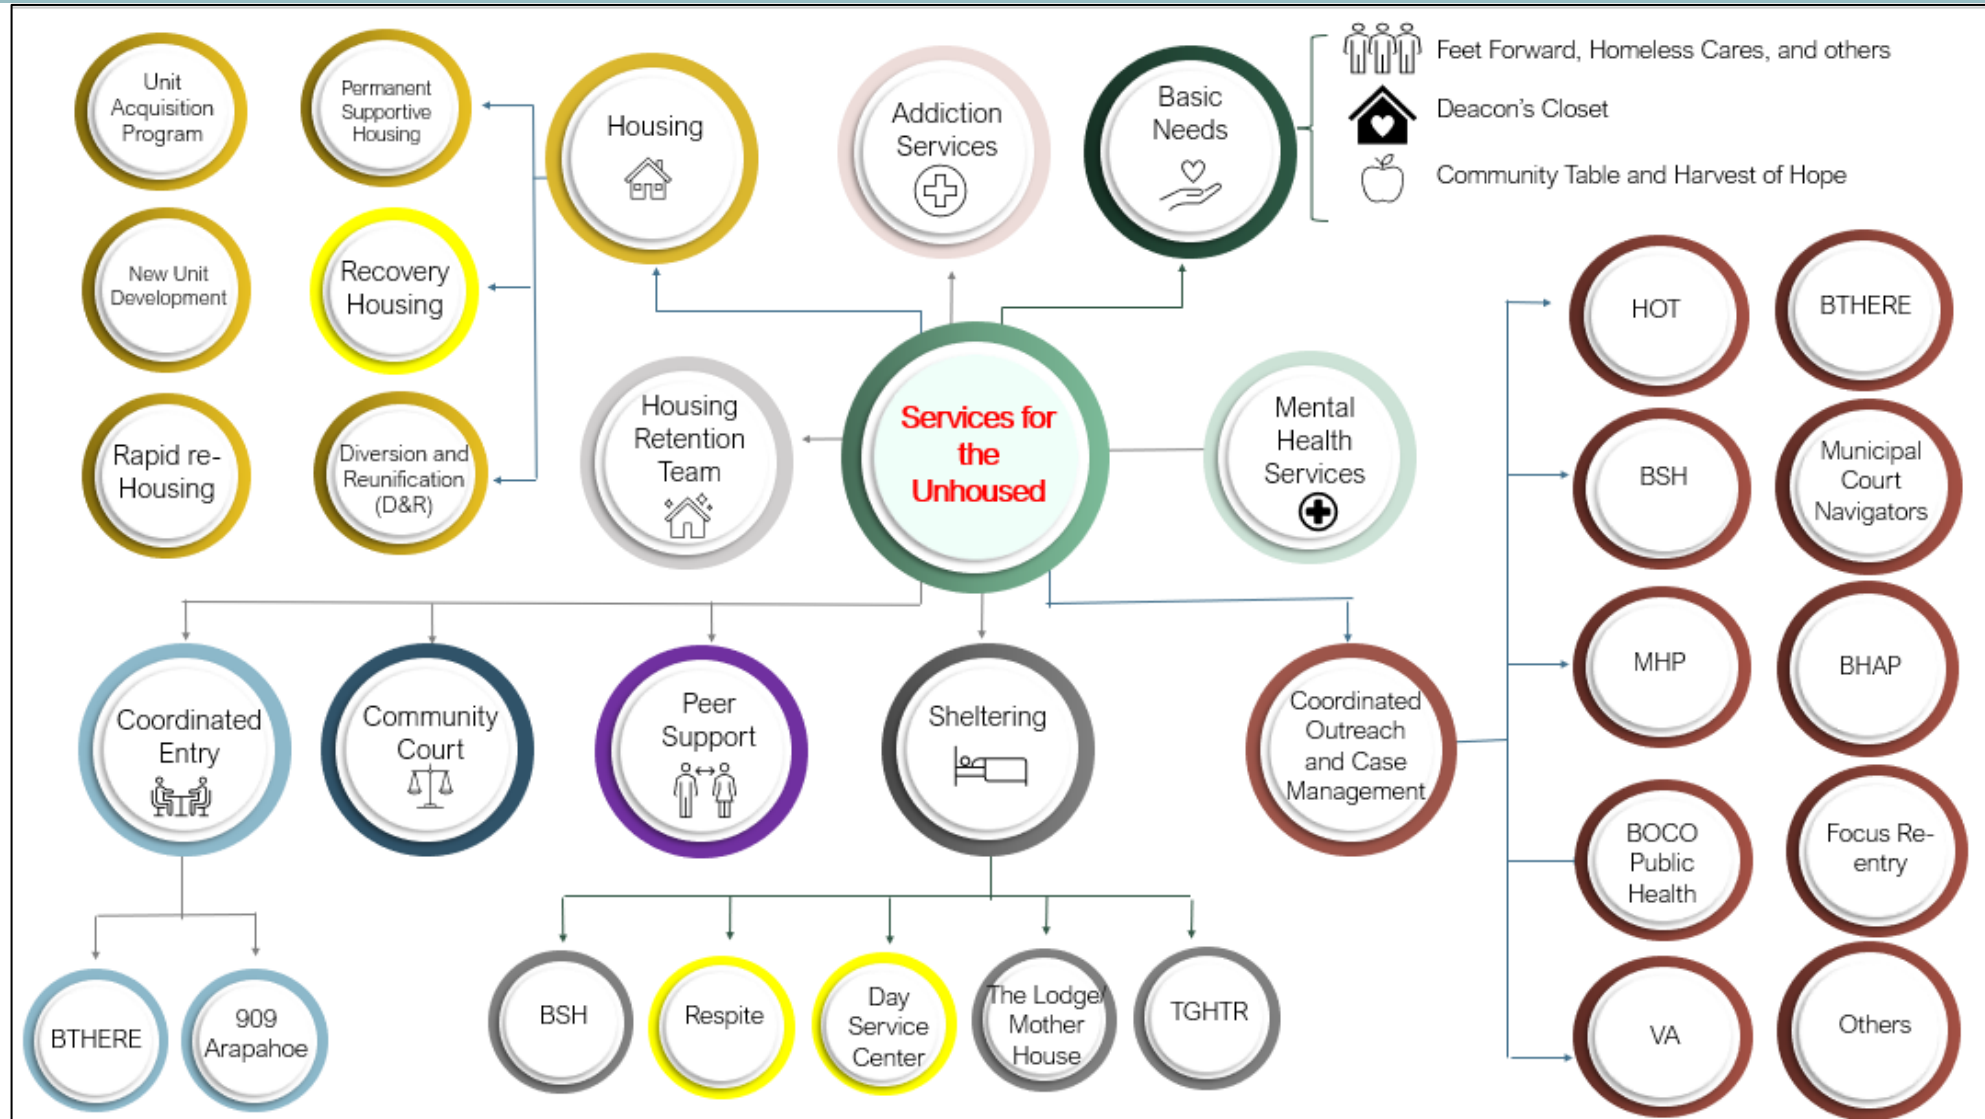 Unit
Acquisition
Program
Permanent
Supportive
Housing
Housing
Addiction
Services
Basic
Needs
Feet Forward, Homeless Cares, and others
Deacon's Closet
Community Table and Harvest of Hope
New Unit
Development
Recovery
Housing
Rapid re-
Housing
Diversion and
Reunification
(D&R)
Housing
Retention
Team
Services for
the
Unhoused
Mental
Health
Services
HOT
BTHERE
BSH
Municipal
Court
Navigators
MHP
BHAP
BOCO
Public
Health
Focus Re-
entry
VA
Others
Coordinated
Entry
Community
Court
Peer
Support
Sheltering
Coordinated
Outreach
and Case
Management
BTHERE
909
Arapahoe
BSH
Respite
Day
Service
Center
The Lodge/
Mother
House
TGHTR